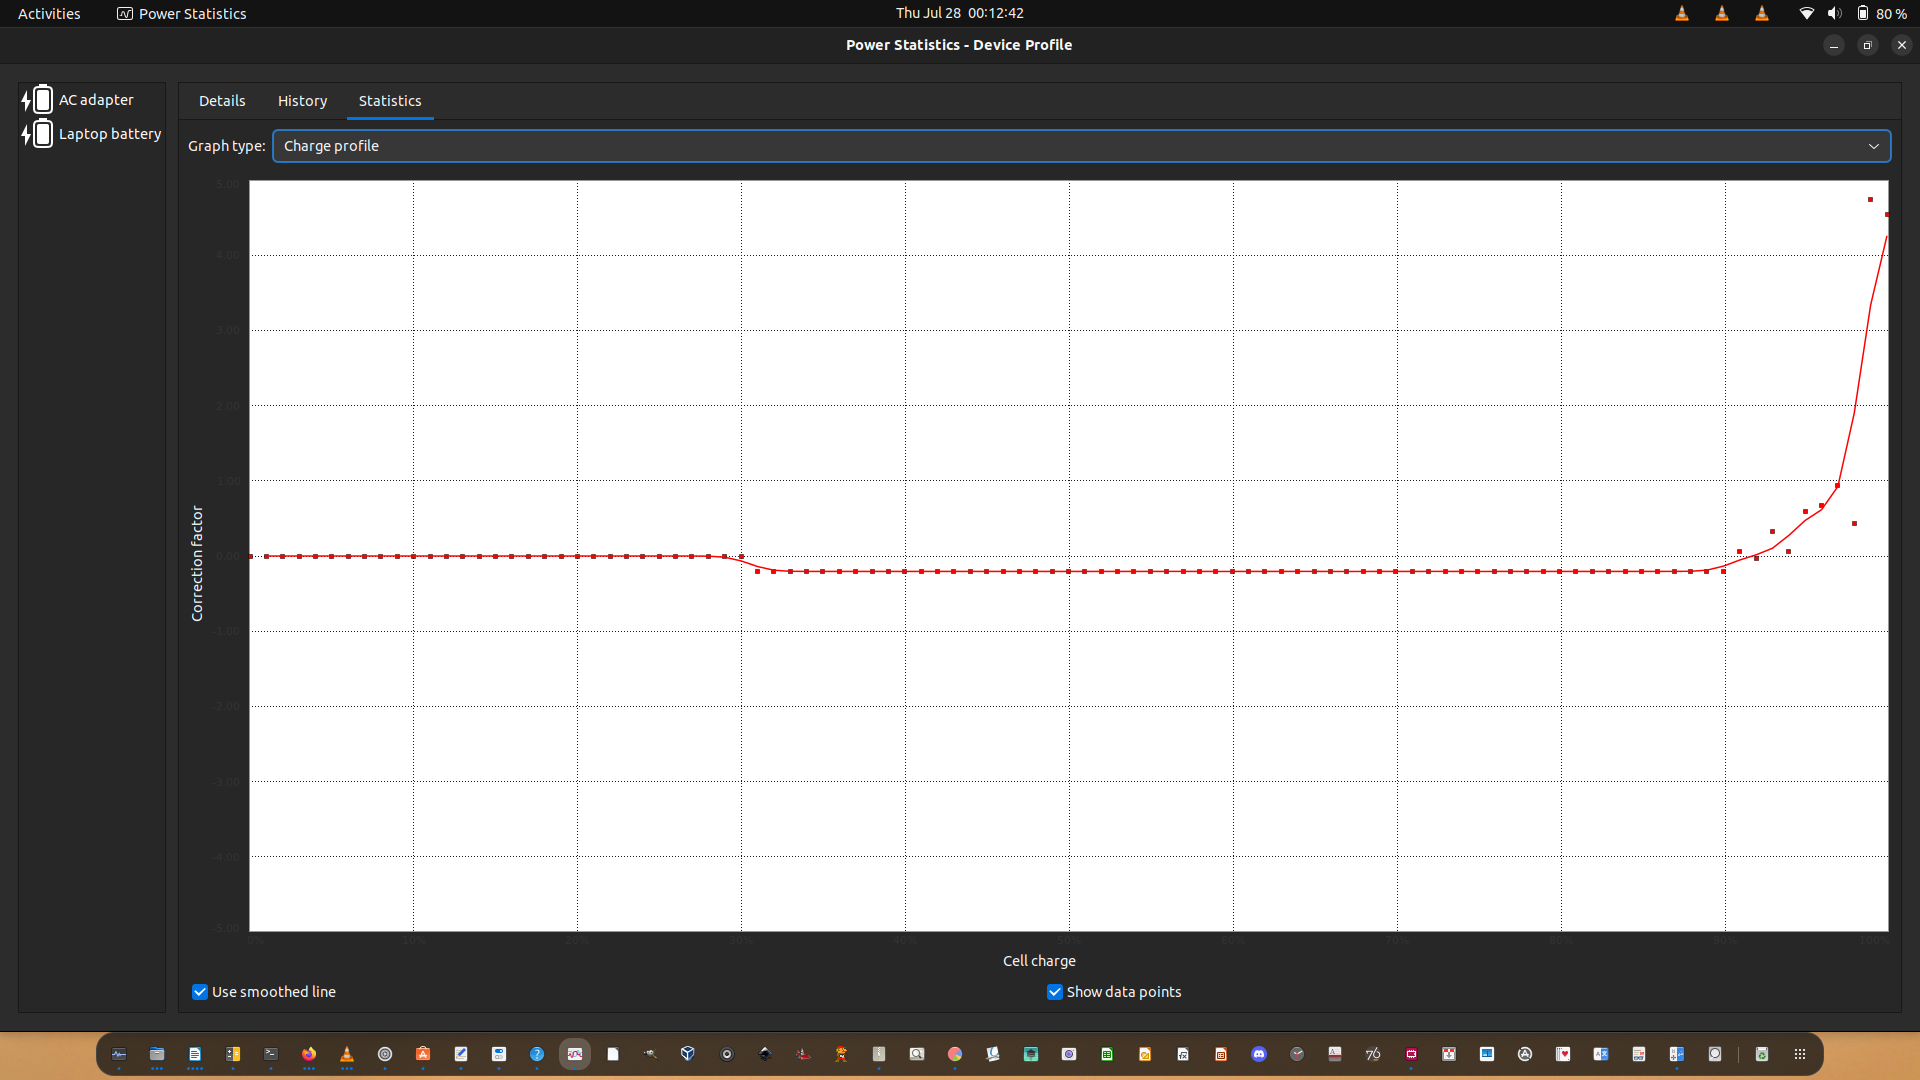 Activities
Power Statistics
Thu Jul 28 00:12:42
80 %
Power Statistics - Device Profile
AC adapter
Laptop battery
Details
History
Statistics
Graph type:
Charge profile
5.00
4.00
3.00
2.00
1.00
0.00
-1.00
-2.00
-3.00
-4.00
-5.00
Correction factor
0%
10%
20%
30%
40%
50%
60%
70%
80%
90%
100%
Cell charge
Use smoothed line
Show data points